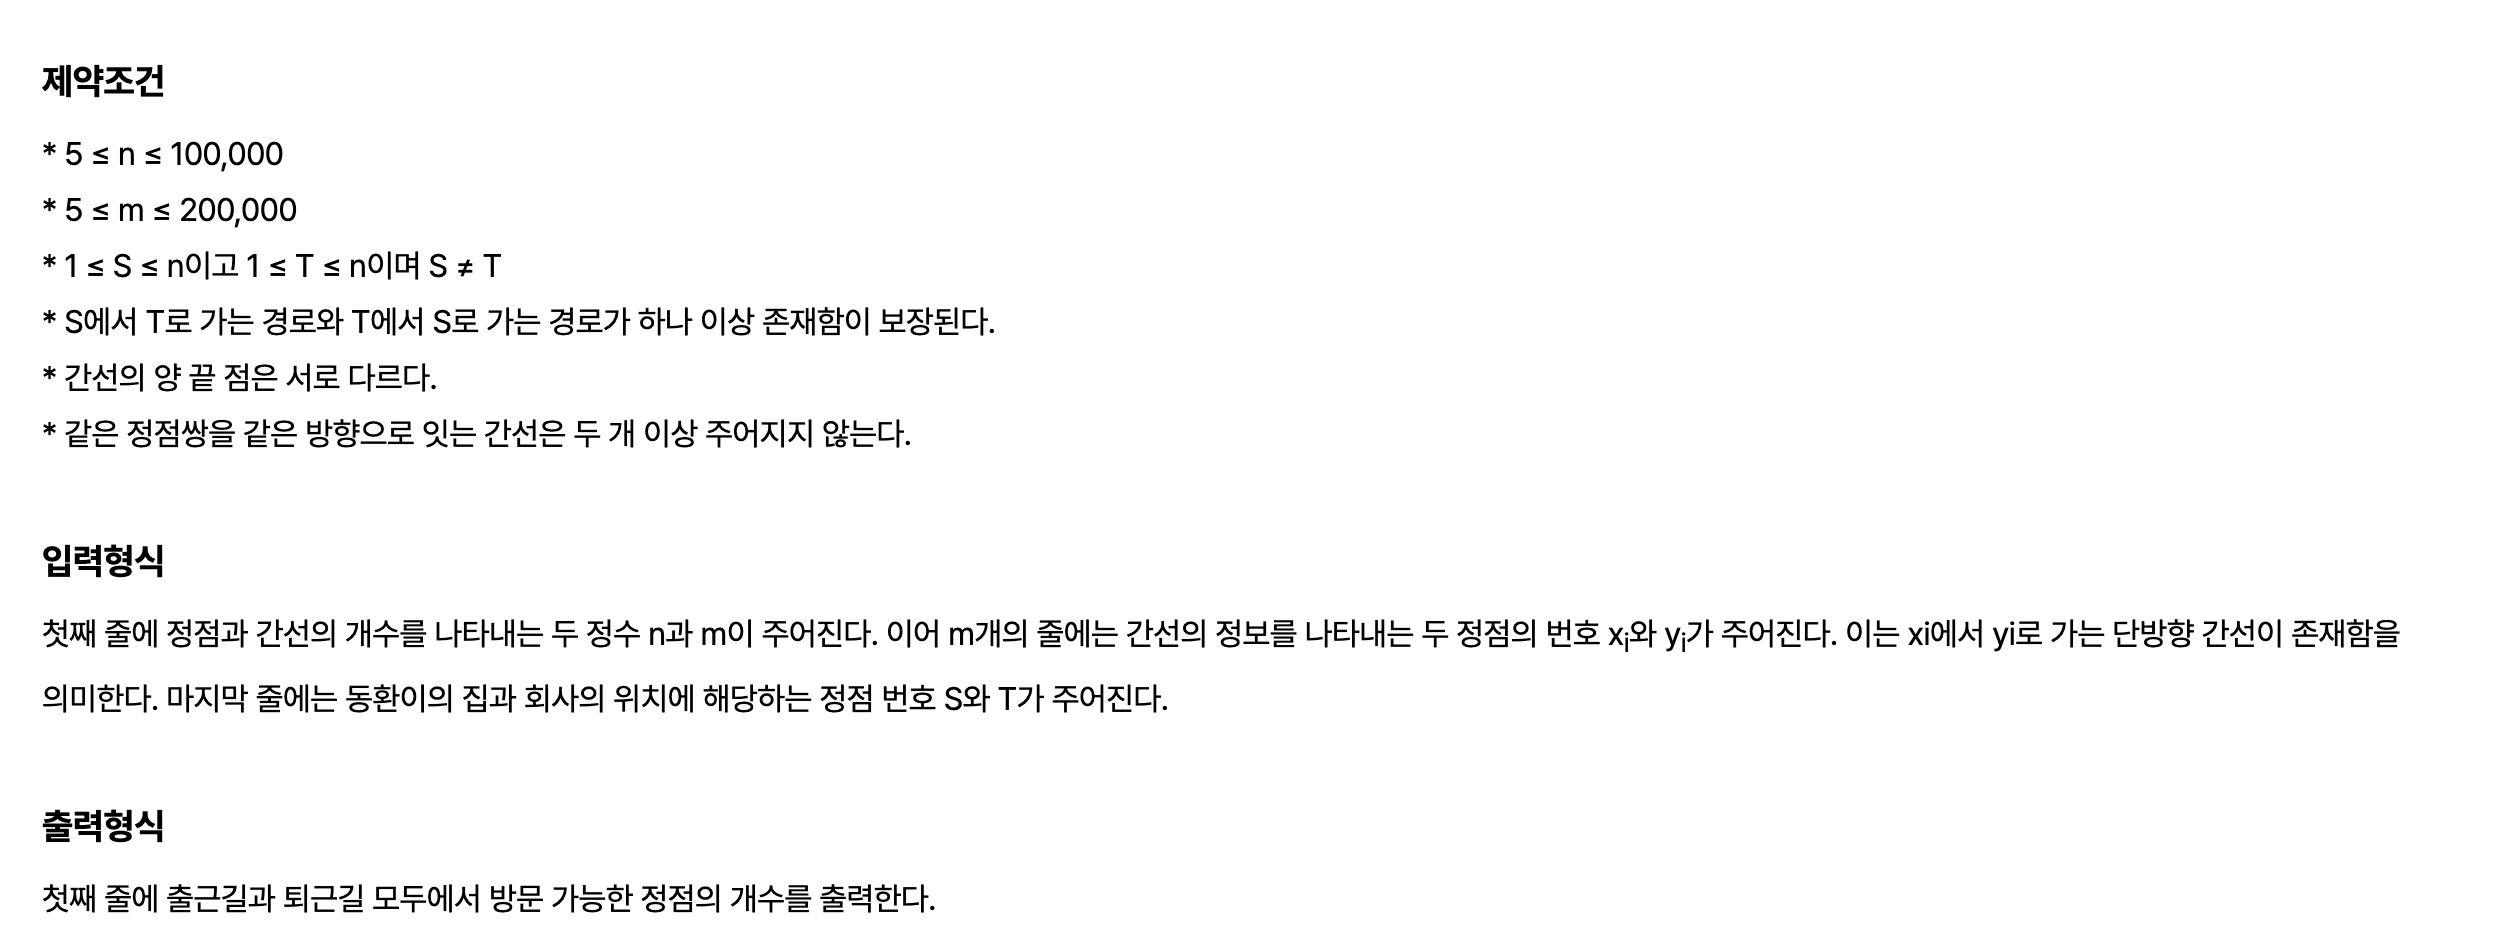 제약조건
* 5 ≤ n ≤ 100,000
* 5 ≤ m ≤ 200,000
* 1 ≤ S ≤ n이고 1 ≤ T ≤ n이며 S ≠ T
* S에서 T로 가는 경로와 T에서 S로 가는 경로가 하나 이상 존재함이 보장된다.
* 간선의 양 끝 점은 서로 다르다.
* 같은 정점쌍을 같은 방향으로 잇는 간선은 두 개 이상 주어지지 않는다.
입력형식
첫째 줄에 정점과 간선의 개수를 나타내는 두 정수 n과 m이 주어진다. 이어 m개의 줄에는 간선의 정보를 나타내는 두 정점의 번호 xᵢ와 yᵢ가 주어진다. 이는 xi에서 yi로 가는 단방향 간선이 존재함을
의미한다. 마지막 줄에는 동환이의 집과 회사의 위치에 해당하는 정점 번호 S와 T가 주어진다.
출력형식
첫째 줄에 출근길과 퇴근길 모두에서 방문 가능한 정점의 개수를 출력한다.